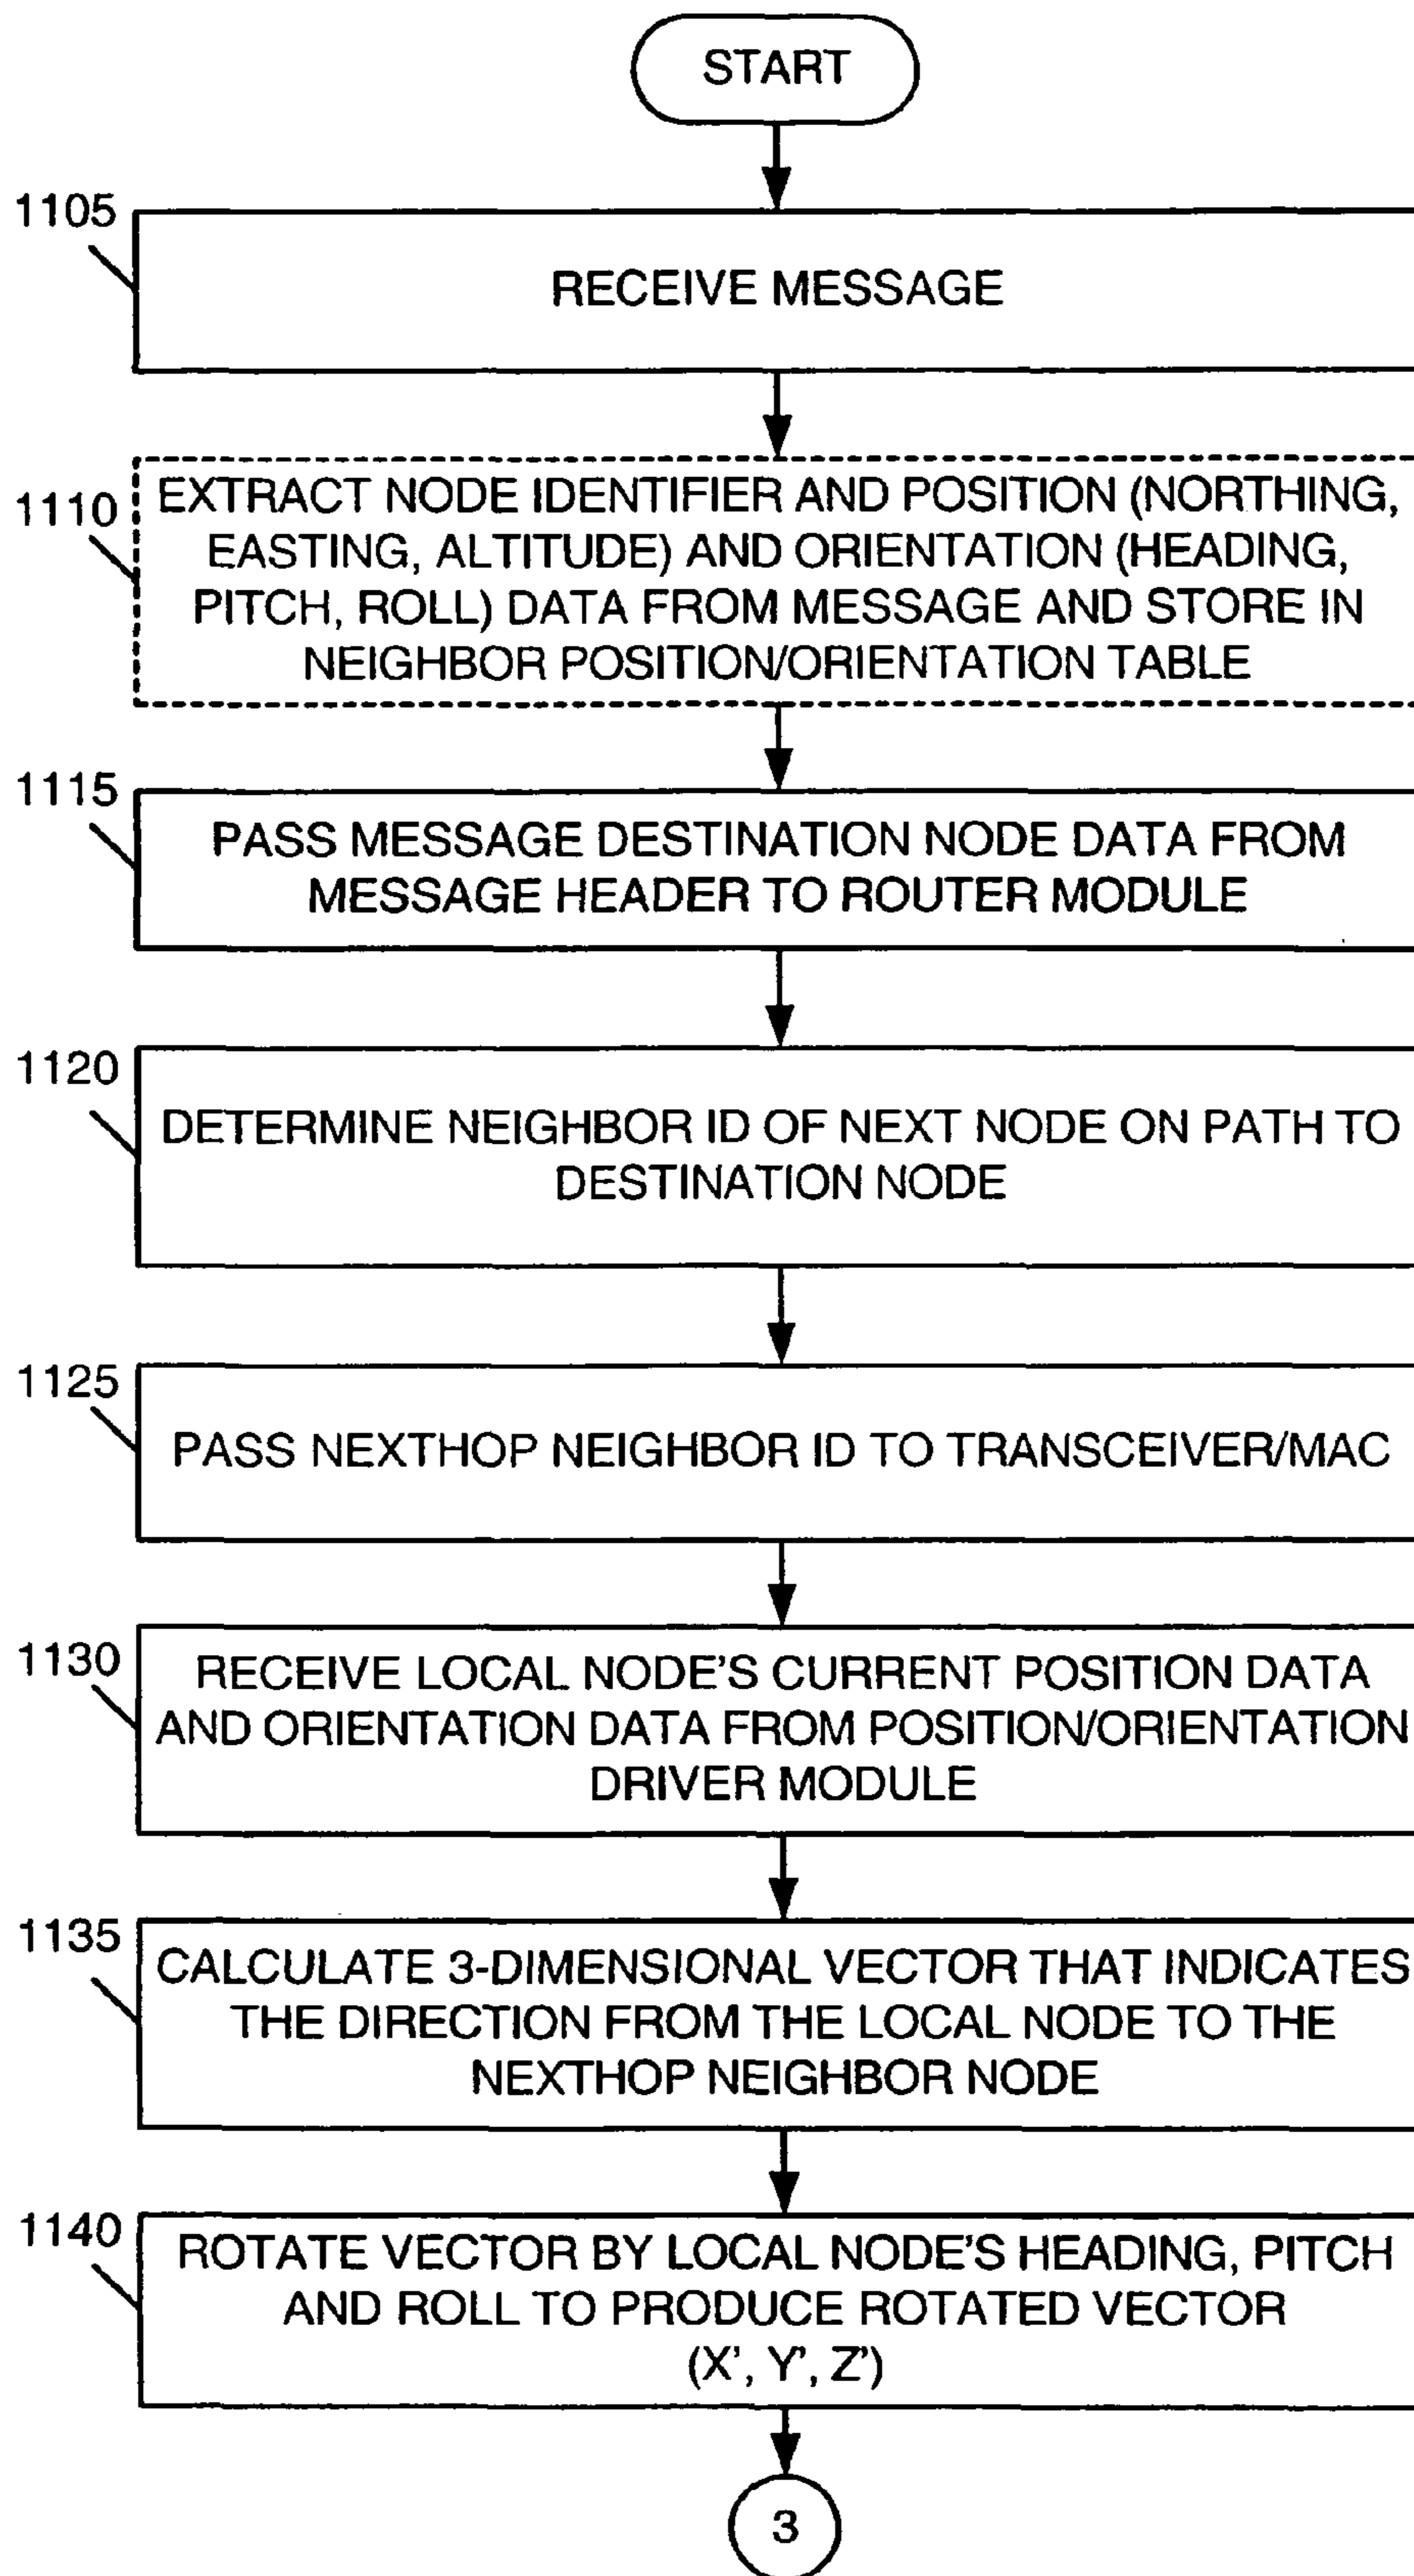 START
1105
RECEIVE MESSAGE
1110
EXTRACT NODE IDENTIFIER AND POSITION (NORTHING,
EASTING, ALTITUDE) AND ORIENTATION (HEADING,
PITCH, ROLL) DATA FROM MESSAGE AND STORE IN
NEIGHBOR POSITION/ORIENTATION TABLE
1115
PASS MESSAGE DESTINATION NODE DATA FROM
MESSAGE HEADER TO ROUTER MODULE
1120
DETERMINE NEIGHBOR ID OF NEXT NODE ON PATH TO
DESTINATION NODE
1125
PASS NEXTHOP NEIGHBOR ID TO TRANSCEIVER/MAC
1130
RECEIVE LOCAL NODE'S CURRENT POSITION DATA
AND ORIENTATION DATA FROM POSITION/ORIENTATION
DRIVER MODULE
1135
CALCULATE 3-DIMENSIONAL VECTOR THAT INDICATES
THE DIRECTION FROM THE LOCAL NODE TO THE
NEXTHOP NEIGHBOR NODE
1140
ROTATE VECTOR BY LOCAL NODE'S HEADING, PITCH
AND ROLL TO PRODUCE ROTATED VECTOR
(X', Y', Z')
3